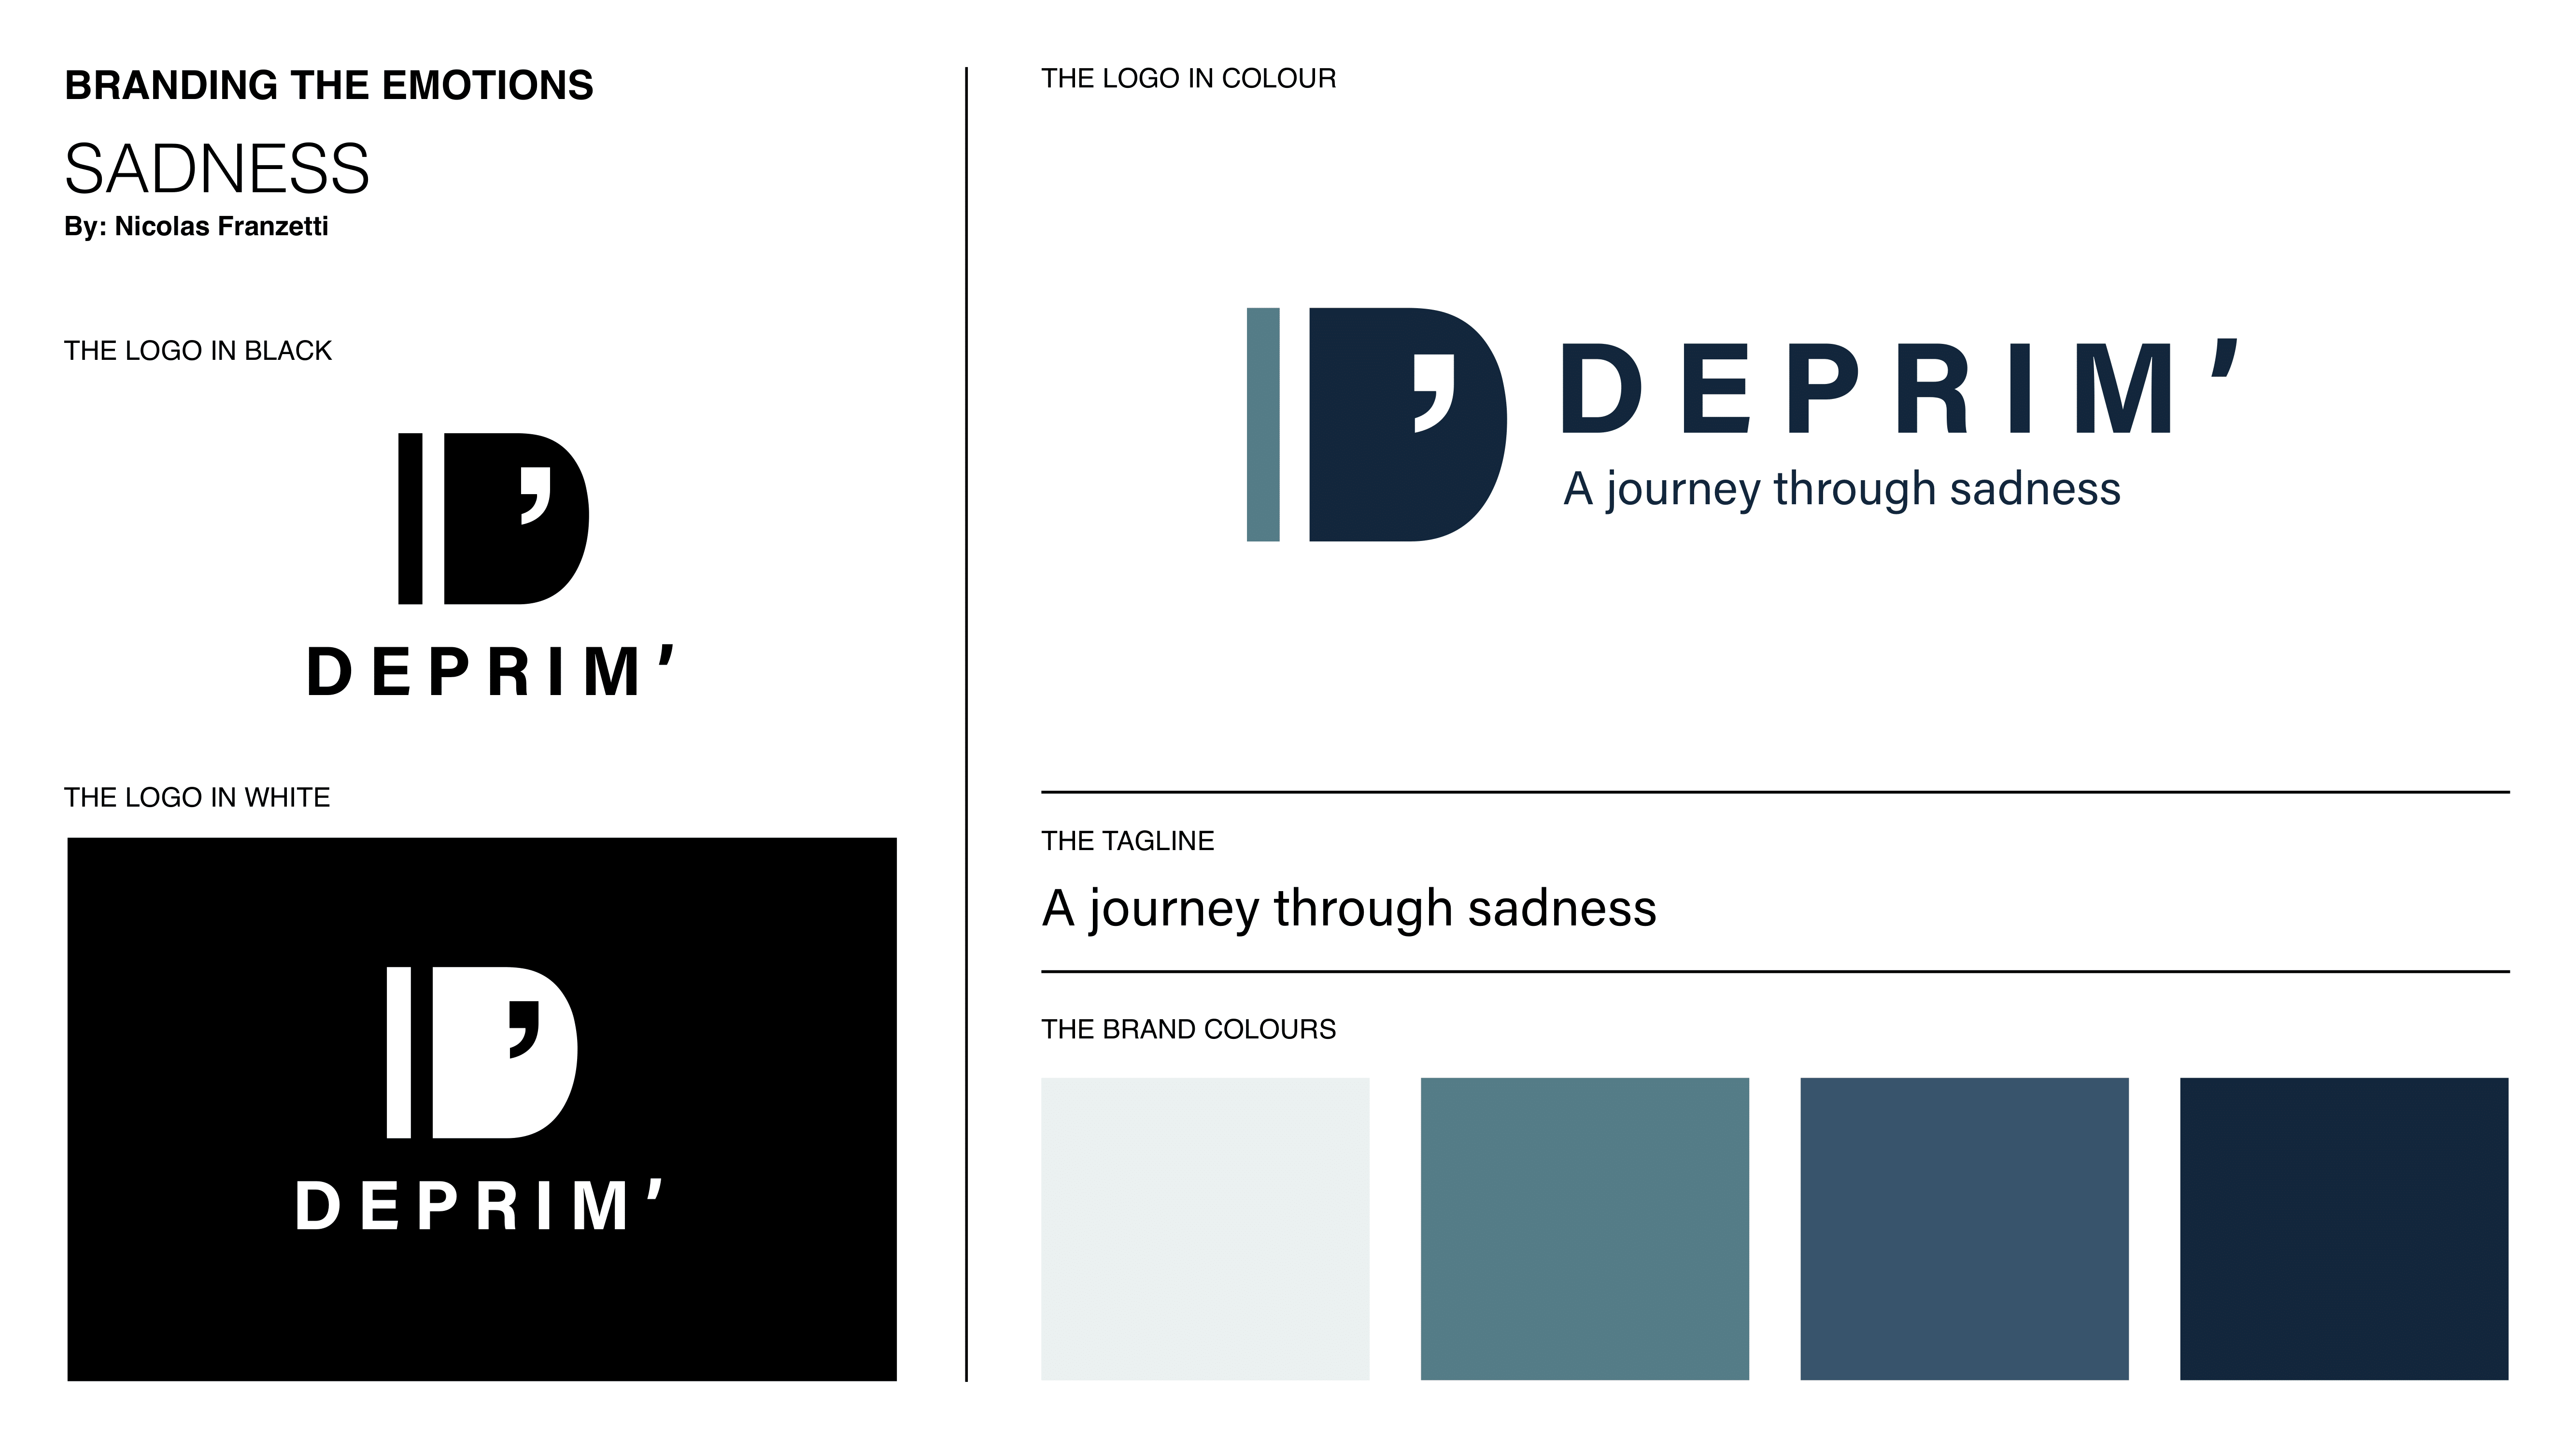 BRANDING THE EMOTIONS
SADNESS
By: Nicolas Franzetti
THE LOGO IN BLACK
D’
DEPRIM’
THE LOGO IN WHITE
D’
DEPRIM’
THE LOGO IN COLOUR
D’
DEPRIM’
A journey through sadness
THE TAGLINE
A journey through sadness
THE BRAND COLOURS